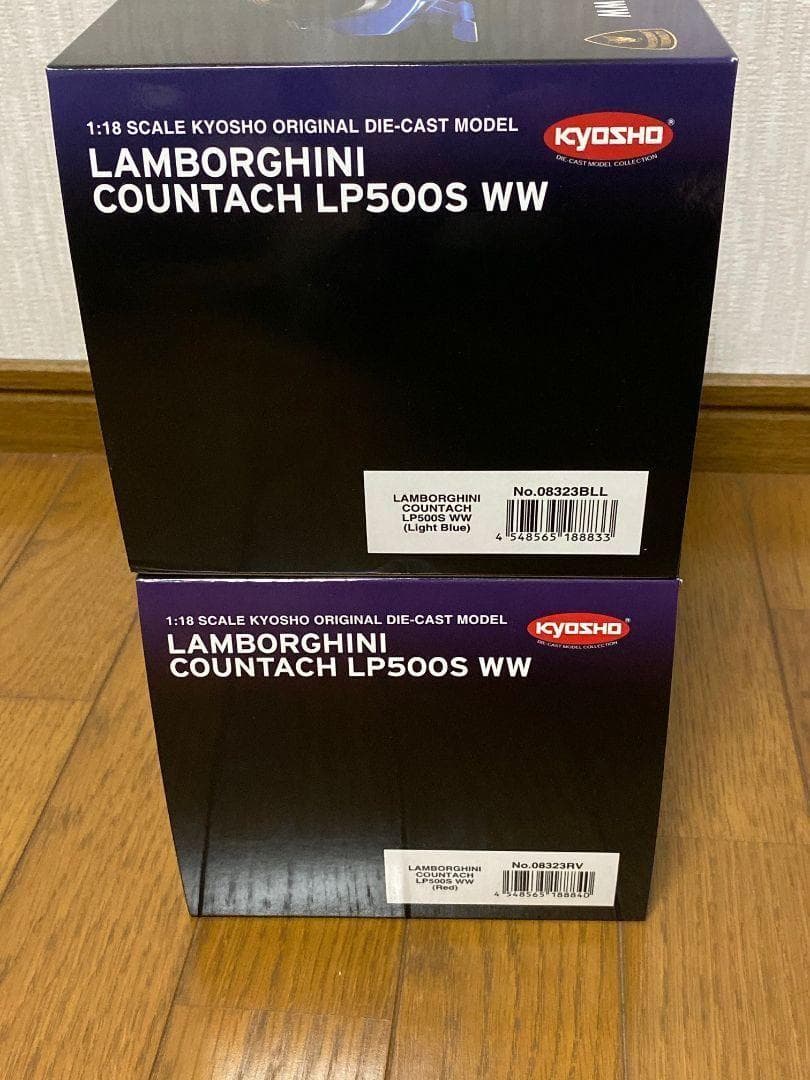 WW
1:18 SCALE KYOSHO ORIGINAL DIE-CAST MODEL
KYOSHO®
DIE-CAST MODEL COLLECTION
LAMBORGHINI
COUNTACH LP500S WW
LAMBORGHINI
COUNTACH
LP500S WW
(Light Blue)
No.08323BLL
4 548565 188833
1:18 SCALE KYOSHO ORIGINAL DIE-CAST MODEL
KYOSHO®
DIE-CAST MODEL COLLECTION
LAMBORGHINI
COUNTACH LP500S WW
LAMBORGHINI
COUNTACH
LP500S WW
(Red)
No.08323RV
4 548565 188840